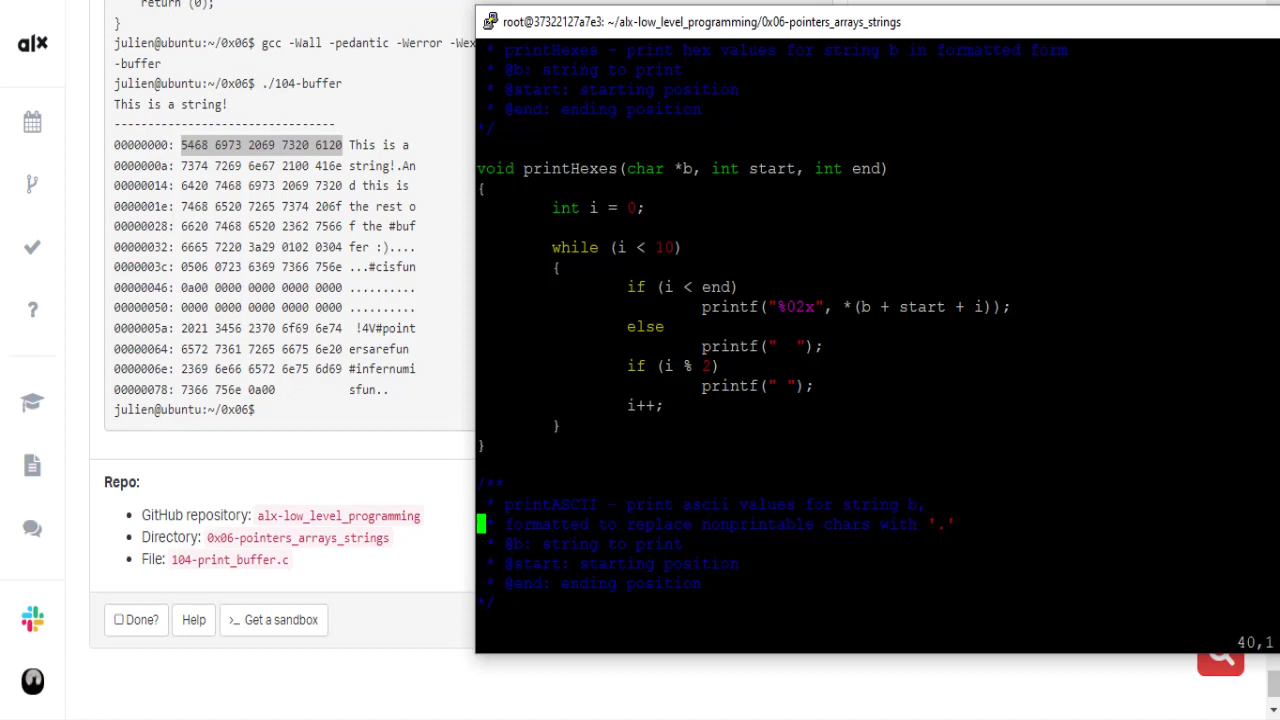 alx
return (0);
}
julien@ubuntu:~/0x06$ gcc -Wall -pedantic -Werror -Wex
-buffer
julien@ubuntu:~/0x06$ ./104-buffer
This is a string!
---------------------------------
00000000: 5468 6973 2069 7320 6120 This is a
0000000a: 7374 7269 6e67 2100 416e string!.An
00000014: 6420 7468 6973 2069 7320 d this is
0000001e: 7468 6520 7265 7374 206f the rest o
00000028: 6620 7468 6520 2362 7566 f the #buf
00000032: 6665 7220 3a29 0102 0304 fer :)....
0000003c: 0506 0723 6369 7366 756e ...#cisfun
00000046: 0a00 0000 0000 0000 0000 ..........
00000050: 0000 0000 0000 0000 0000 ..........
0000005a: 2021 3456 2370 6f69 6e74  !4V#point
00000064: 6572 7361 7265 6675 6e20 ersarefun
0000006e: 2369 6e66 6572 6e75 6d69 #infernumi
00000078: 7366 756e 0a00           sfun..
julien@ubuntu:~/0x06$
Repo:
GitHub repository: alx-low_level_programming
Directory: 0x06-pointers_arrays_strings
File: 104-print_buffer.c
Done?
Help
>_ Get a sandbox
root@37322127a7e3: ~/alx-low_level_programming/0x06-pointers_arrays_strings
* printHexes - print hex values for string b in formatted form
* @b: string to print
* @start: starting position
* @end: ending position
*/
void printHexes(char *b, int start, int end)
{
int i = 0;
while (i < 10)
{
if (i < end)
printf("%02x", *(b + start + i));
else
printf("  ");
if (i % 2)
printf(" ");
i++;
}
}
/**
* printASCII - print ascii values for string b,
* formatted to replace nonprintable chars with '.'
* @b: string to print
* @start: starting position
* @end: ending position
*/
40,1